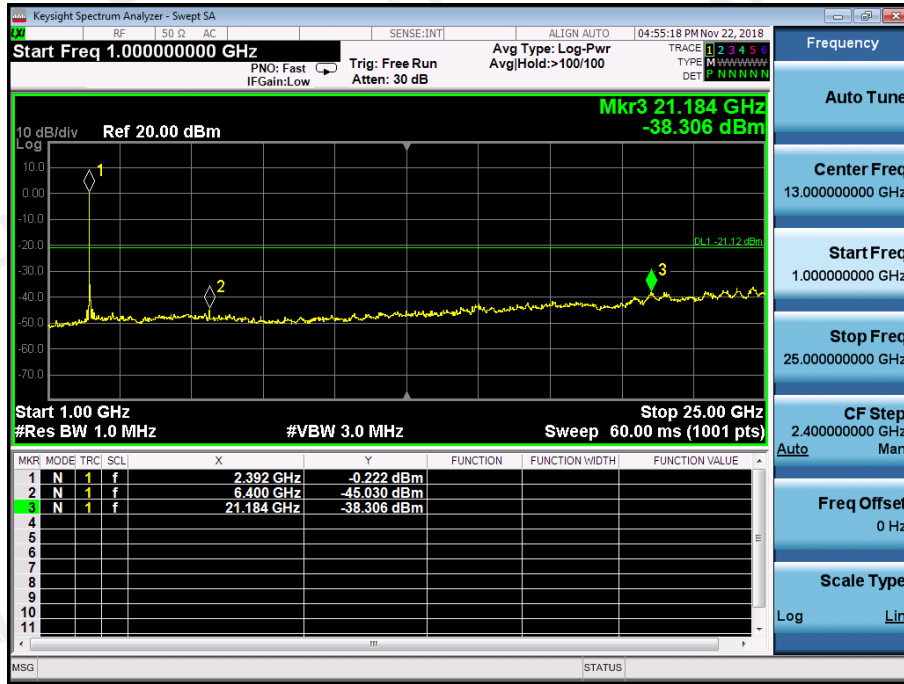 Keysight Spectrum Analyzer - Swept SA
LXI RF 50 Ω AC SENSE:INT ALIGN AUTO 04:55:18 PM Nov 22, 2018
Start Freq 1.000000000 GHz
PNO: Fast
IFGain:Low
Trig: Free Run
Atten: 30 dB
Avg Type: Log-Pwr
Avg|Hold:>100/100
TRACE 1 2 3 4 5 6
TYPE M WWWWW
DET P N N N N N
Mkr3 21.184 GHz
-38.306 dBm
10 dB/div Ref 20.00 dBm
Log
10.0
0.00
-10.0
-20.0
-30.0
-40.0
-50.0
-60.0
-70.0
1
2
3
DL1 -21.12 dBm
Start 1.00 GHz Stop 25.00 GHz
#Res BW 1.0 MHz #VBW 3.0 MHz Sweep 60.00 ms (1001 pts)
MKR MODE TRC SCL X Y FUNCTION FUNCTION WIDTH FUNCTION VALUE
1 N 1 f 2.392 GHz -0.222 dBm
2 N 1 f 6.400 GHz -45.030 dBm
3 N 1 f 21.184 GHz -38.306 dBm
4
5
6
7
8
9
10
11
MSG STATUS
Frequency
Auto Tune
Center Freq
13.000000000 GHz
Start Freq
1.000000000 GHz
Stop Freq
25.000000000 GHz
CF Step
2.400000000 GHz
Auto Man
Freq Offset
0 Hz
Scale Type
Log Lin